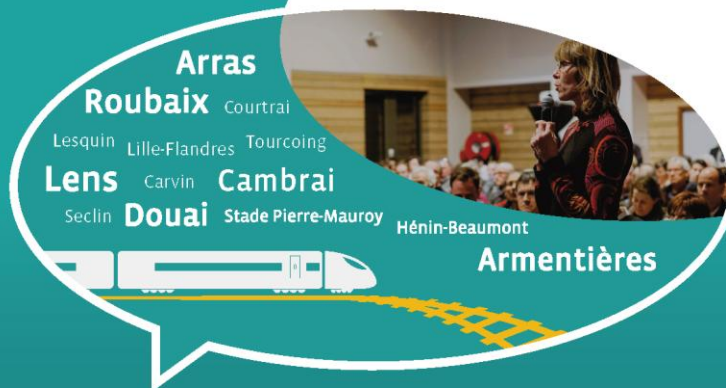 Arras
Roubaix Courtrai
Lesquin Lille-Flandres Tourcoing
Lens Carvin Cambrai
Seclin Douai Stade Pierre-Mauroy
Hénin-Beaumont
Armentières